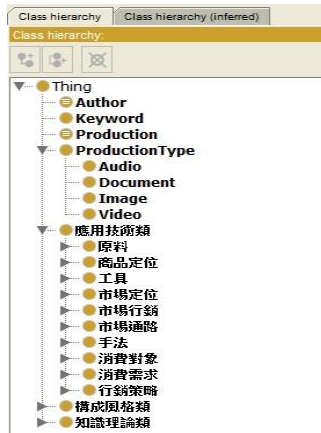 Class hierarchy Class hierarchy (inferred)
Class hierarchy:
Thing
Author
Keyword
Production
ProductionType
Audio
Document
Image
Video
應用技術類
原料
商品定位
工具
市場定位
市場行銷
市場通路
手法
消費對象
消費需求
行銷策略
構成風格類
知識理論類